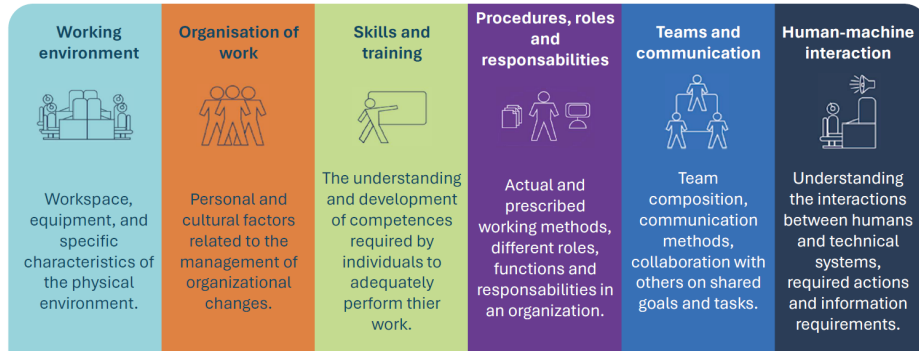 Working
environment
Workspace,
equipment, and
specific
characteristics of
the physical
environment.
Organisation of
work
Personal and
cultural factors
related to the
management of
organizational
changes.
Skills and
training
The understanding
and development
of competences
required by
individuals to
adequately
perform thier
work.
Procedures, roles
and
responsabilities
Actual and
prescribed
working methods,
different roles,
functions and
responsabilities in
an organization.
Teams and
communication
Team
composition,
communication
methods,
collaboration with
others on shared
goals and tasks.
Human-machine
interaction
Understanding
the interactions
between humans
and technical
systems,
required actions
and information
requirements.